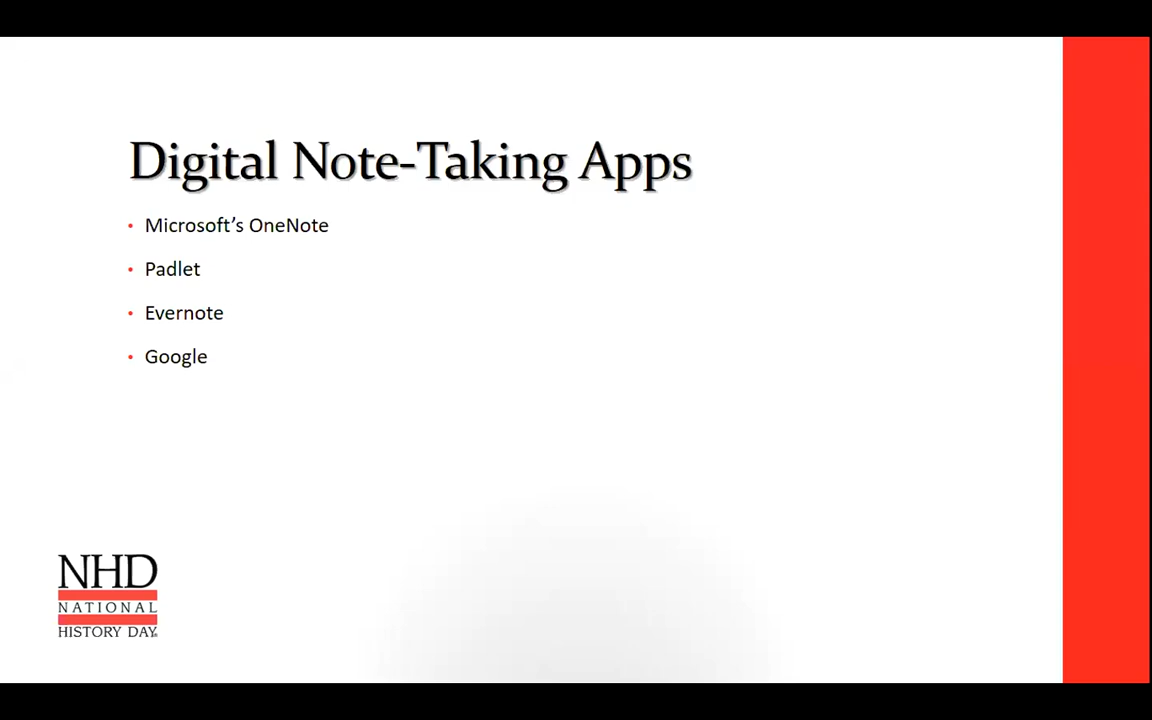 Digital Note-Taking Apps
• Microsoft’s OneNote
• Padlet
• Evernote
• Google
NHD
NATIONAL
HISTORY DAY®